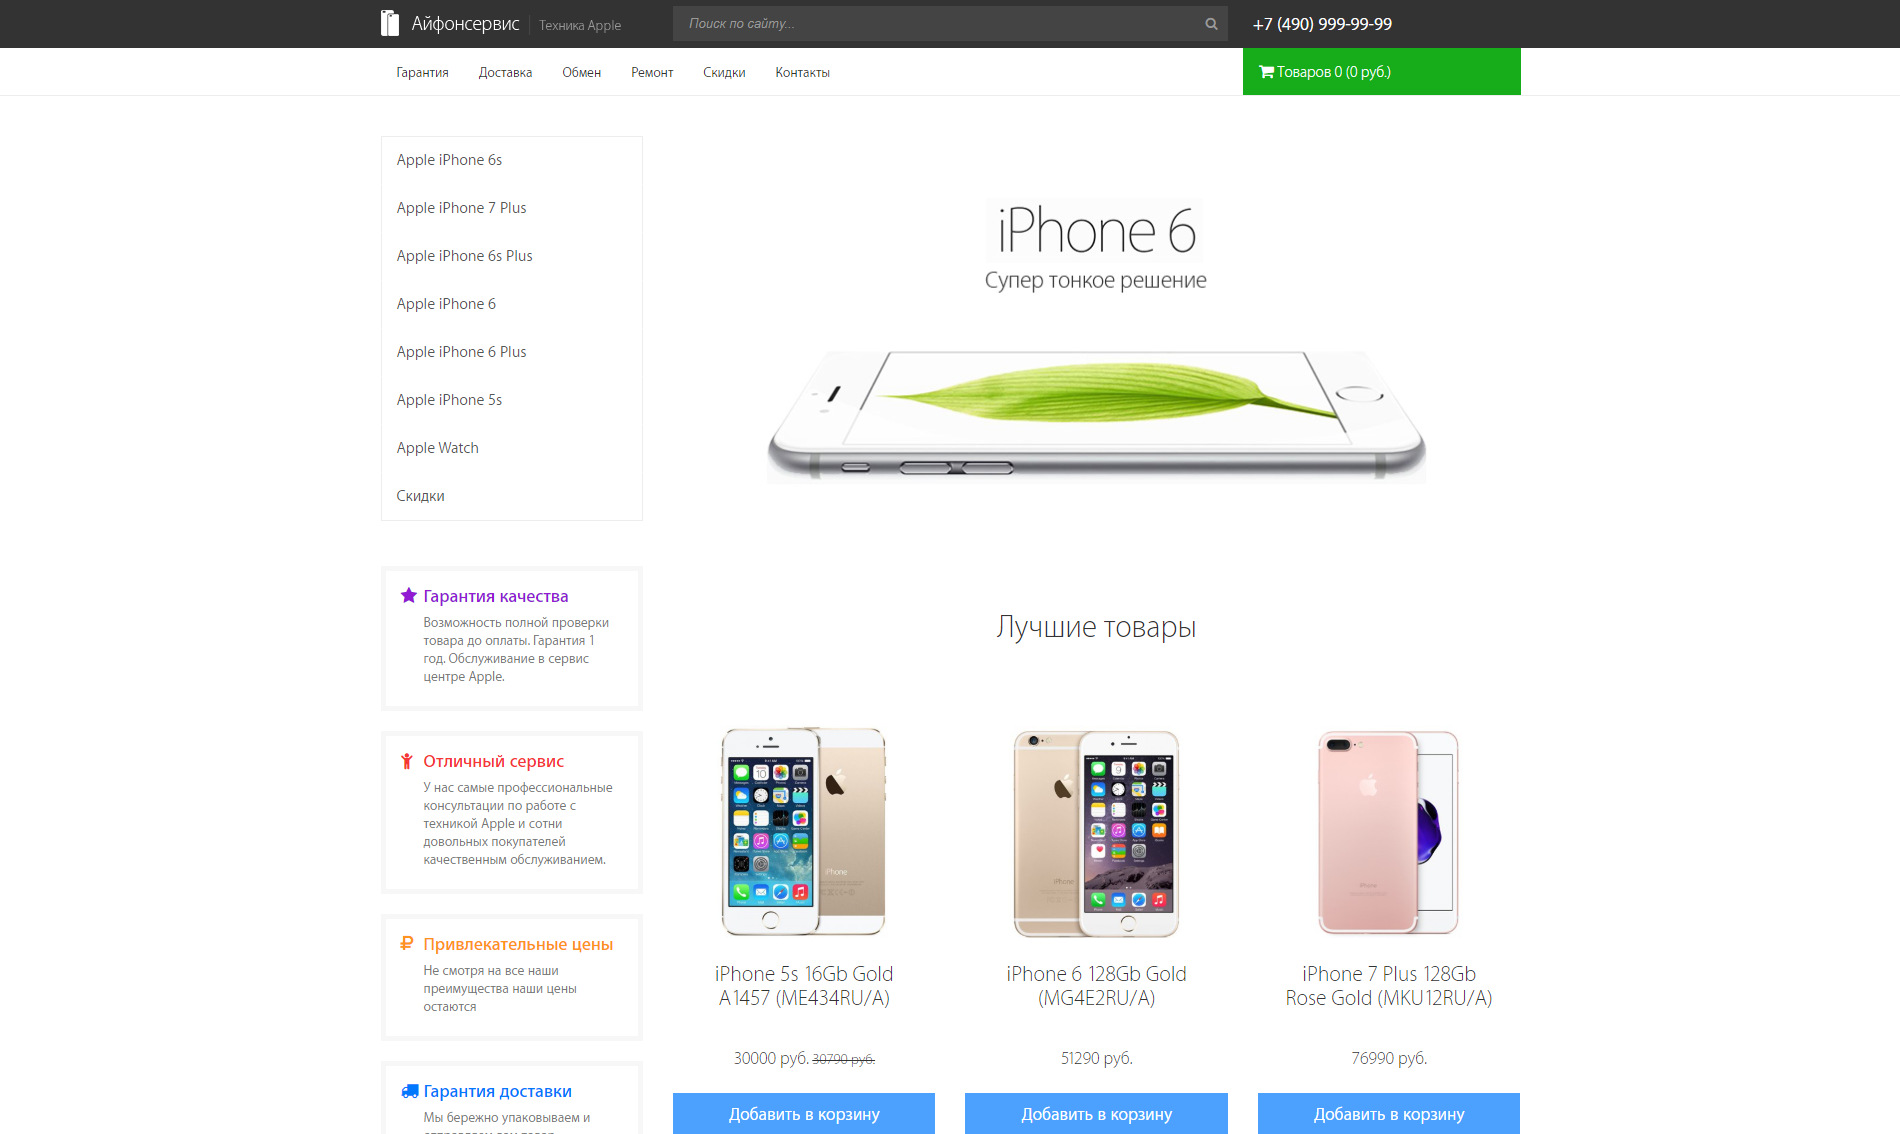 Айфонсервис
Техника Apple
Поиск по сайту...
+7 (490) 999-99-99
Гарантия
Доставка
Обмен
Ремонт
Скидки
Контакты
Товаров 0 (0 руб.)
Apple iPhone 6s
Apple iPhone 7 Plus
Apple iPhone 6s Plus
Apple iPhone 6
Apple iPhone 6 Plus
Apple iPhone 5s
Apple Watch
Скидки
iPhone 6
Супер тонкое решение
Гарантия качества
Возможность полной проверки
товара до оплаты. Гарантия 1
год. Обслуживание в сервис
центре Apple.
Отличный сервис
У нас самые профессиональные
консультации по работе с
техникой Apple и сотни
довольных покупателей
качественным обслуживанием.
Привлекательные цены
Не смотря на все наши
преимущества наши цены
остаются
Гарантия доставки
Мы бережно упаковываем и
Лучшие товары
iPhone 5s 16Gb Gold
A1457 (ME434RU/A)
30000 руб. 30790 руб.
Добавить в корзину
iPhone 6 128Gb Gold
(MG4E2RU/A)
51290 руб.
Добавить в корзину
iPhone 7 Plus 128Gb
Rose Gold (MKU12RU/A)
76990 руб.
Добавить в корзину